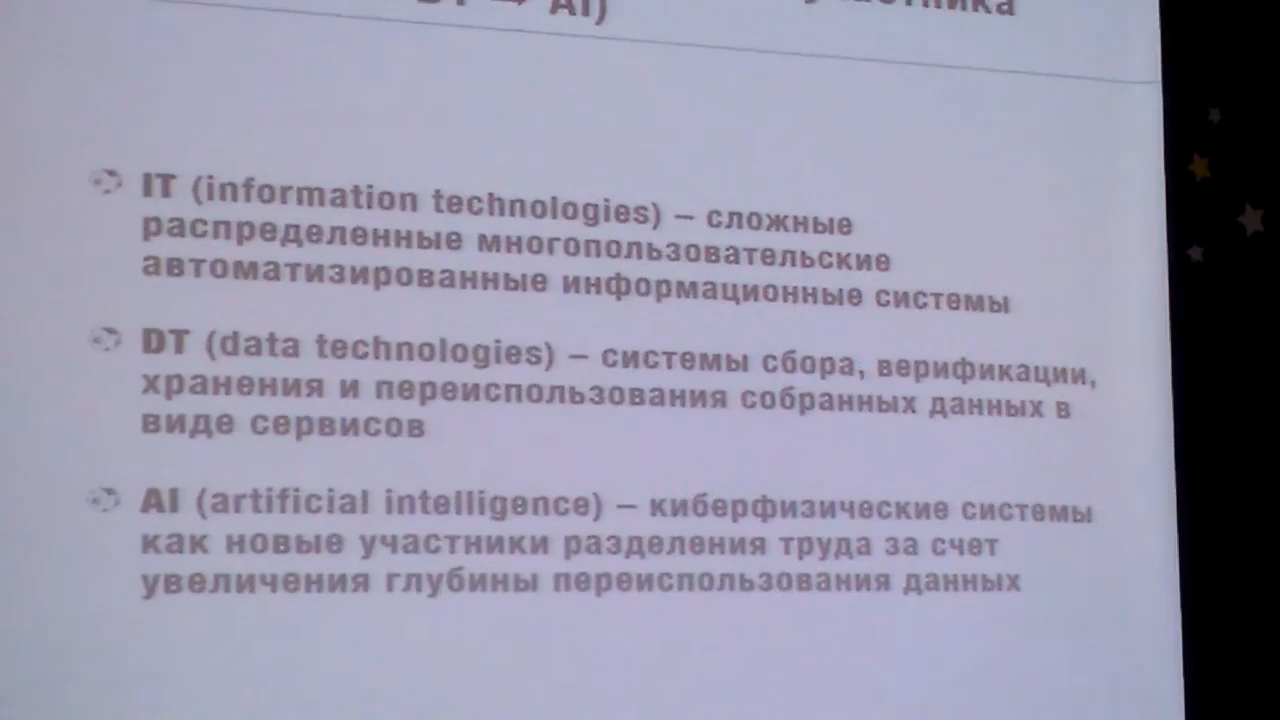 → AI)
IT (information technologies) – сложные
распределенные многопользовательские
автоматизированные информационные системы
DT (data technologies) – системы сбора, верификации,
хранения и переиспользования собранных данных в
виде сервисов
AI (artificial intelligence) – киберфизические системы
как новые участники разделения труда за счет
увеличения глубины переиспользования данных